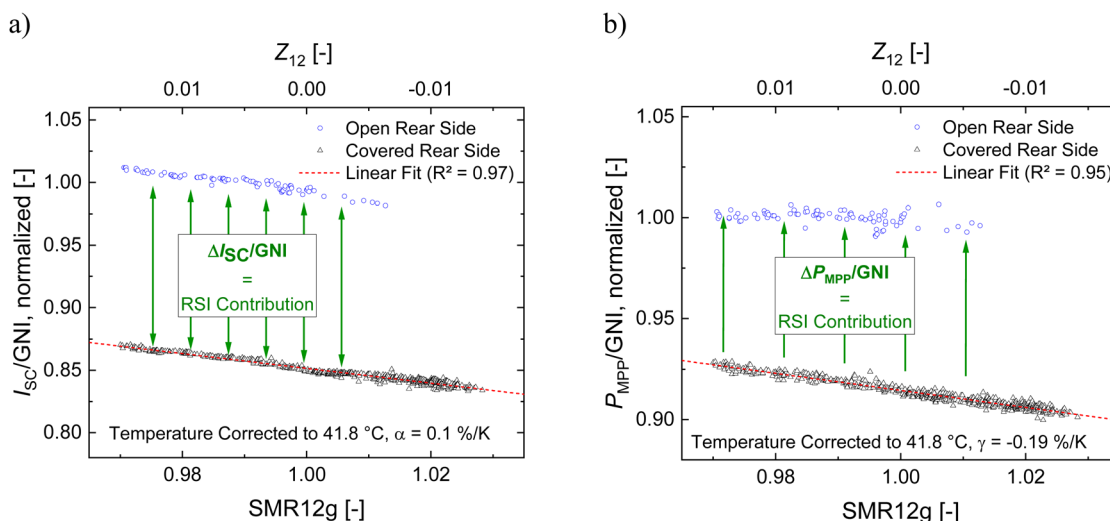 a)
Z12 [-]
0.01 0.00 -0.01
1.05
1.00
0.95
0.90
0.85
0.80
ISC/GNI, normalized [-]
Open Rear Side
Covered Rear Side
Linear Fit (R² = 0.97)
ΔISC/GNI
=
RSI Contribution
Temperature Corrected to 41.8 °C, α = 0.1 %/K
0.98 1.00 1.02
SMR12g [-]
b)
Z12 [-]
0.01 0.00 -0.01
1.00
0.95
0.90
PMPP/GNI, normalized [-]
Open Rear Side
Covered Rear Side
Linear Fit (R² = 0.95)
ΔPMPP/GNI
=
RSI Contribution
Temperature Corrected to 41.8 °C, γ = -0.19 %/K
0.98 1.00 1.02
SMR12g [-]